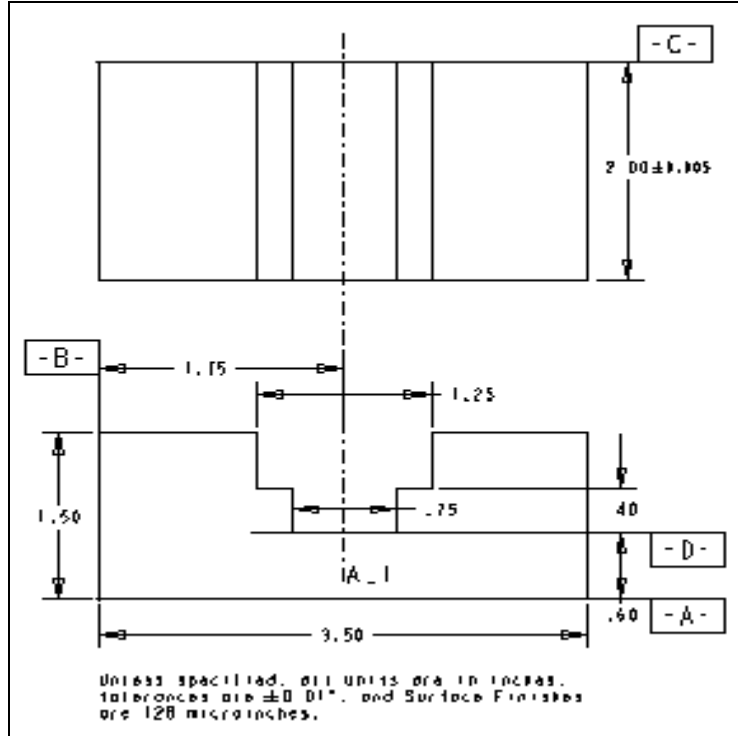 -C-
2.00±0.005
-B-
1.75
1.25
1.50
.75
.40
-D-
A_1
.60
-A-
3.50
Unless specified, all units are in inches,
tolerances are ±0.01", and Surface Finishes
are 128 microinches.